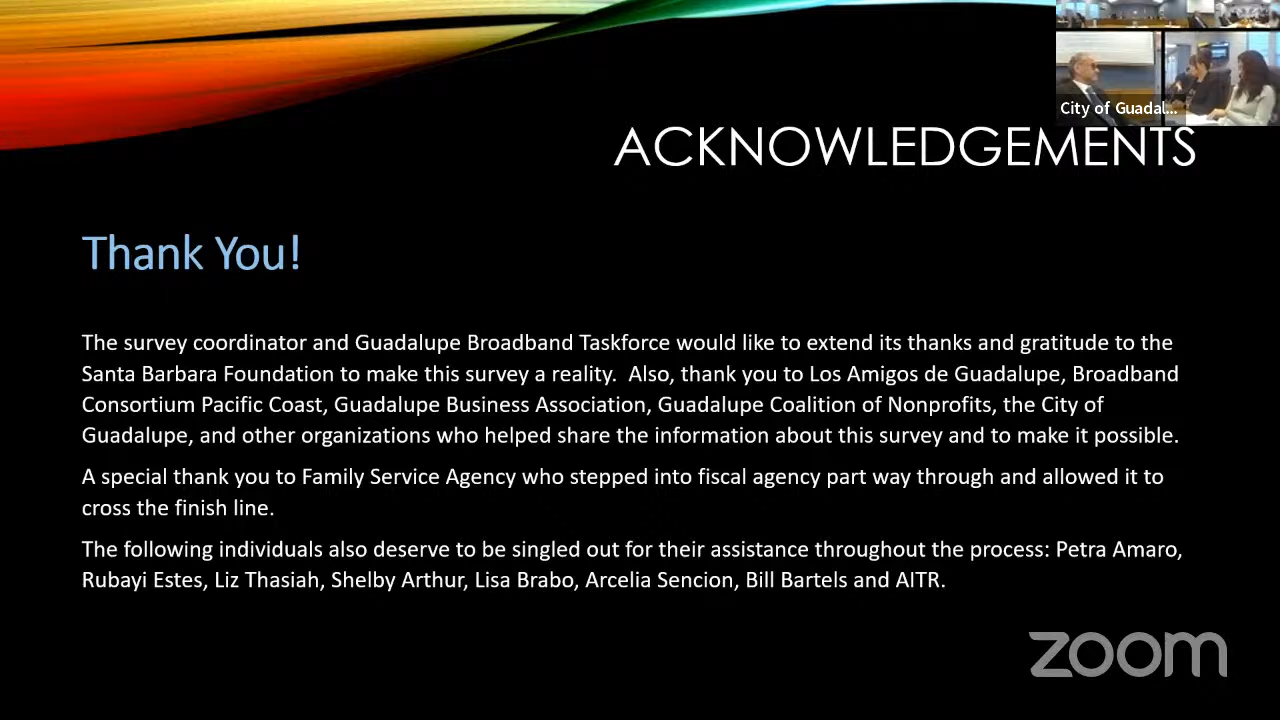 City of Guadal...
ACKNOWLEDGEMENTS
Thank You!
The survey coordinator and Guadalupe Broadband Taskforce would like to extend its thanks and gratitude to the
Santa Barbara Foundation to make this survey a reality.  Also, thank you to Los Amigos de Guadalupe, Broadband
Consortium Pacific Coast, Guadalupe Business Association, Guadalupe Coalition of Nonprofits, the City of
Guadalupe, and other organizations who helped share the information about this survey and to make it possible.
A special thank you to Family Service Agency who stepped into fiscal agency part way through and allowed it to
cross the finish line.
The following individuals also deserve to be singled out for their assistance throughout the process: Petra Amaro,
Rubayi Estes, Liz Thasiah, Shelby Arthur, Lisa Brabo, Arcelia Sencion, Bill Bartels and AITR.
zoom